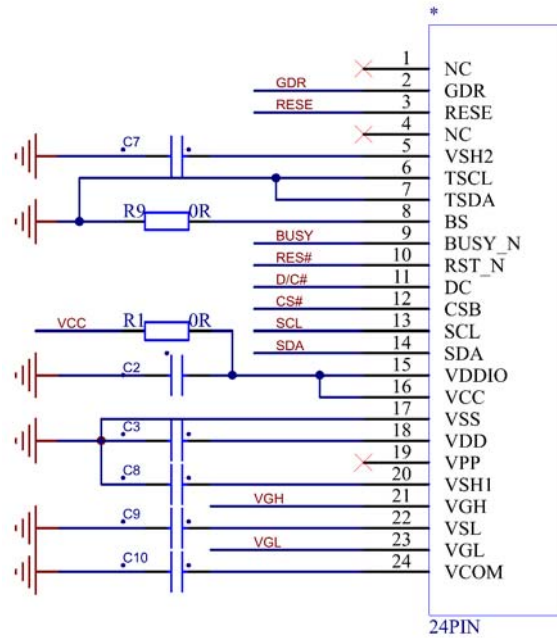 *
1 NC
GDR 2 GDR
RESE 3 RESE
4 NC
C7 5 VSH2
6 TSCL
7 TSDA
R9 0R 8 BS
BUSY 9 BUSY_N
RES# 10 RST_N
D/C# 11 DC
CS# 12 CSB
VCC R1 0R SCL 13 SCL
SDA 14 SDA
C2 15 VDDIO
16 VCC
17 VSS
C3 18 VDD
19 VPP
C8 20 VSH1
VGH 21 VGH
C9 22 VSL
VGL 23 VGL
C10 24 VCOM
24PIN